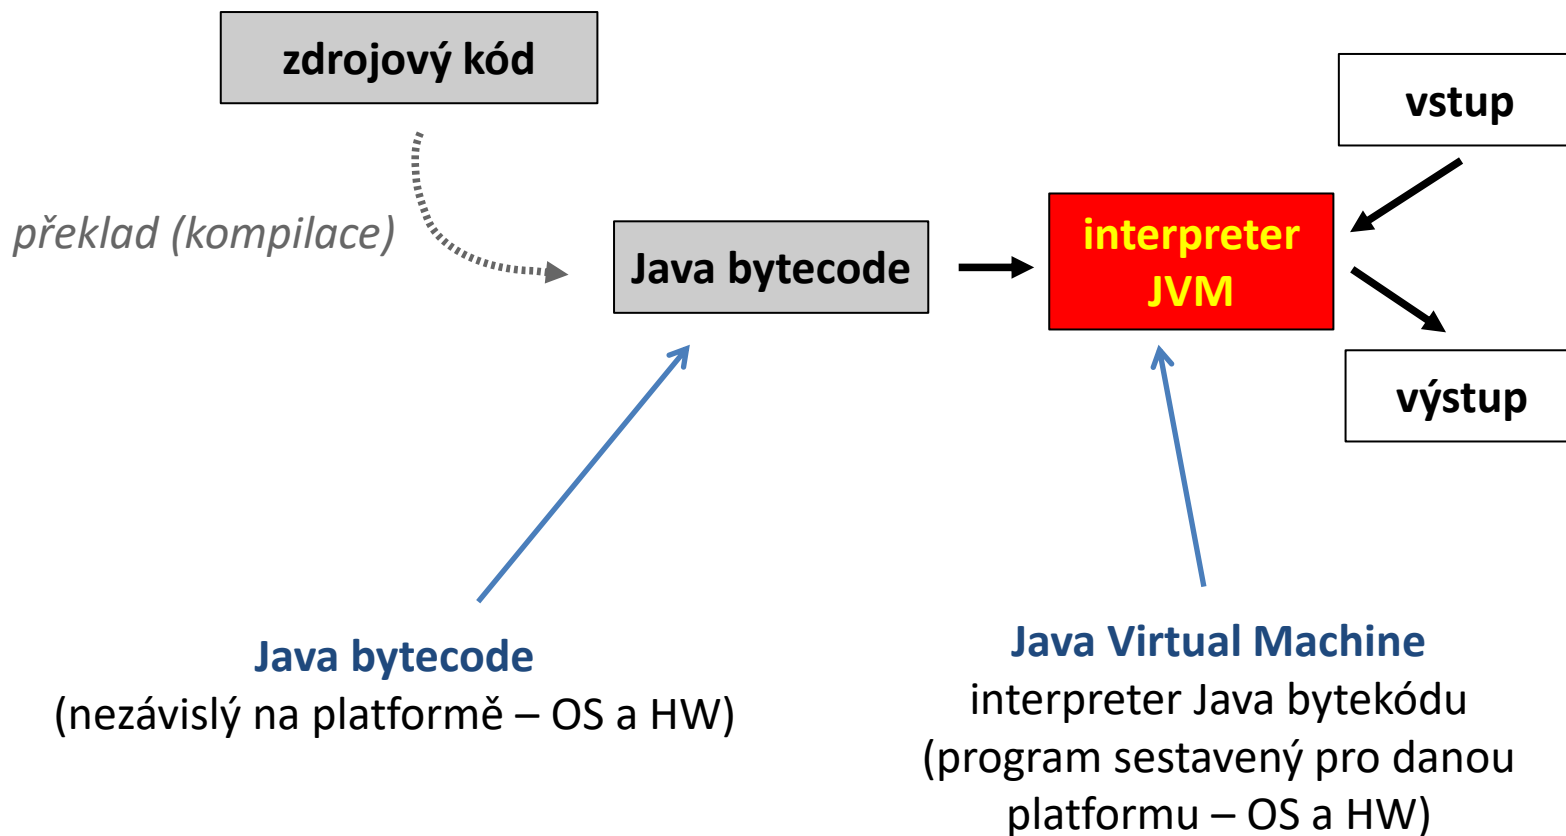 zdrojový kód
vstup
překlad (kompilace)
Java bytecode
interpreter
JVM
výstup
Java bytecode
(nezávislý na platformě – OS a HW)
Java Virtual Machine
interpreter Java bytekódu
(program sestavený pro danou
platformu – OS a HW)